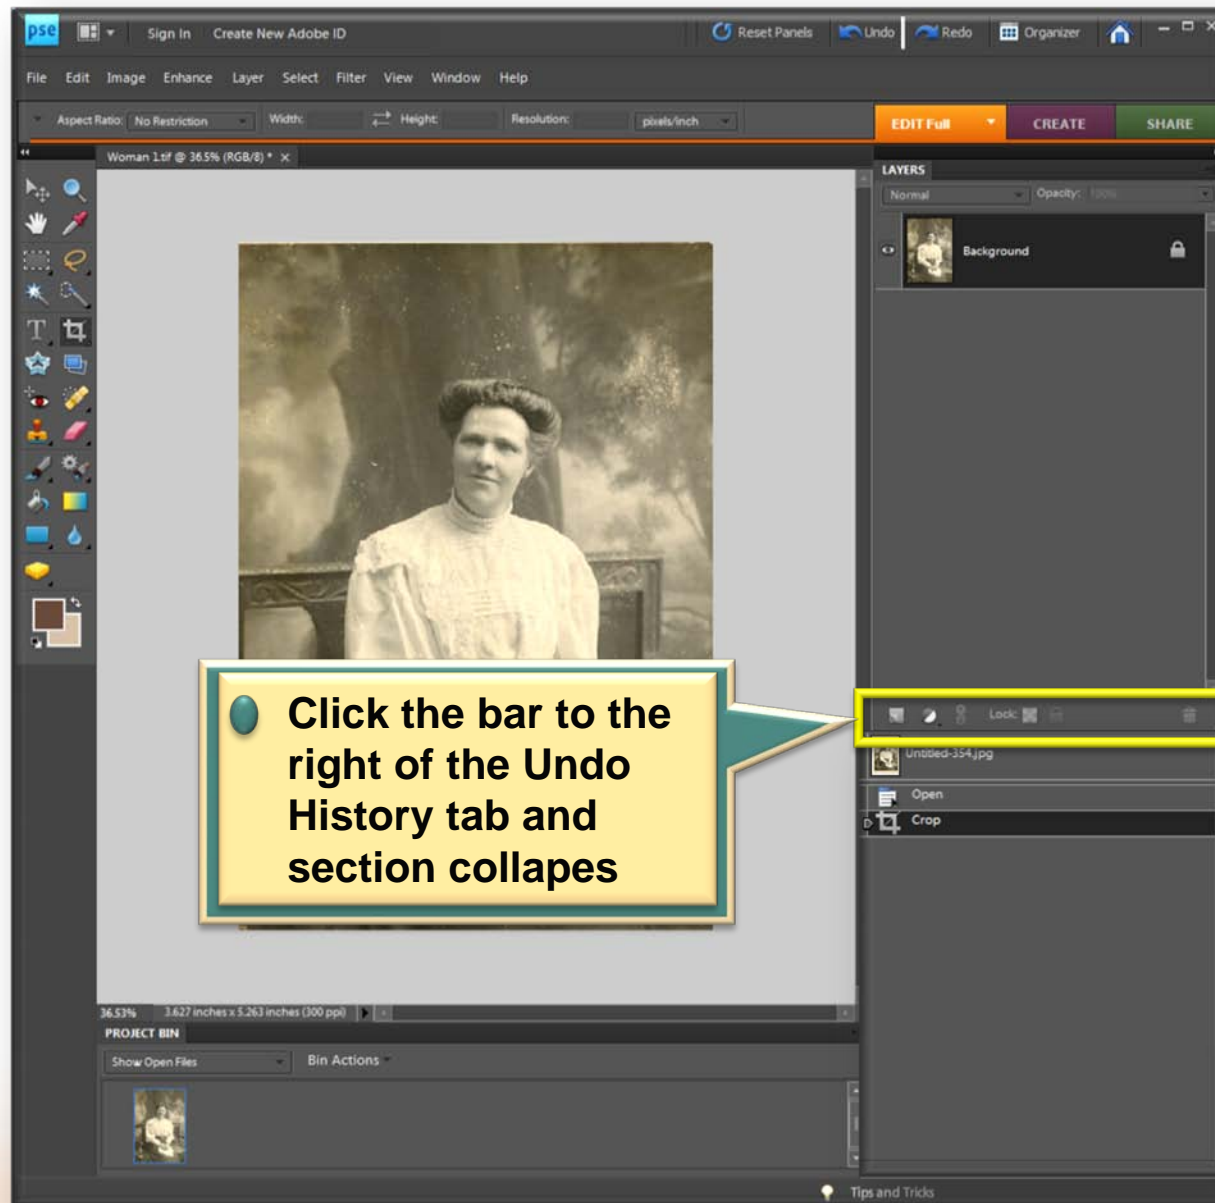 pse
Sign In Create New Adobe ID
Reset Panels Undo Redo Organizer
File Edit Image Enhance Layer Select Filter View Window Help
Aspect Ratio: No Restriction Width: Height: Resolution: pixels/inch
EDIT Full CREATE SHARE
Woman 1.tif @ 36.5% (RGB/8) * ×
LAYERS
Normal Opacity: 100%
Background
T
Click the bar to the
right of the Undo
History tab and
section collapes
Lock:
Untitled-354.jpg
Open
Crop
36.53% 3.627 inches x 5.263 inches (300 ppi)
PROJECT BIN
Show Open Files Bin Actions
Tips and Tricks